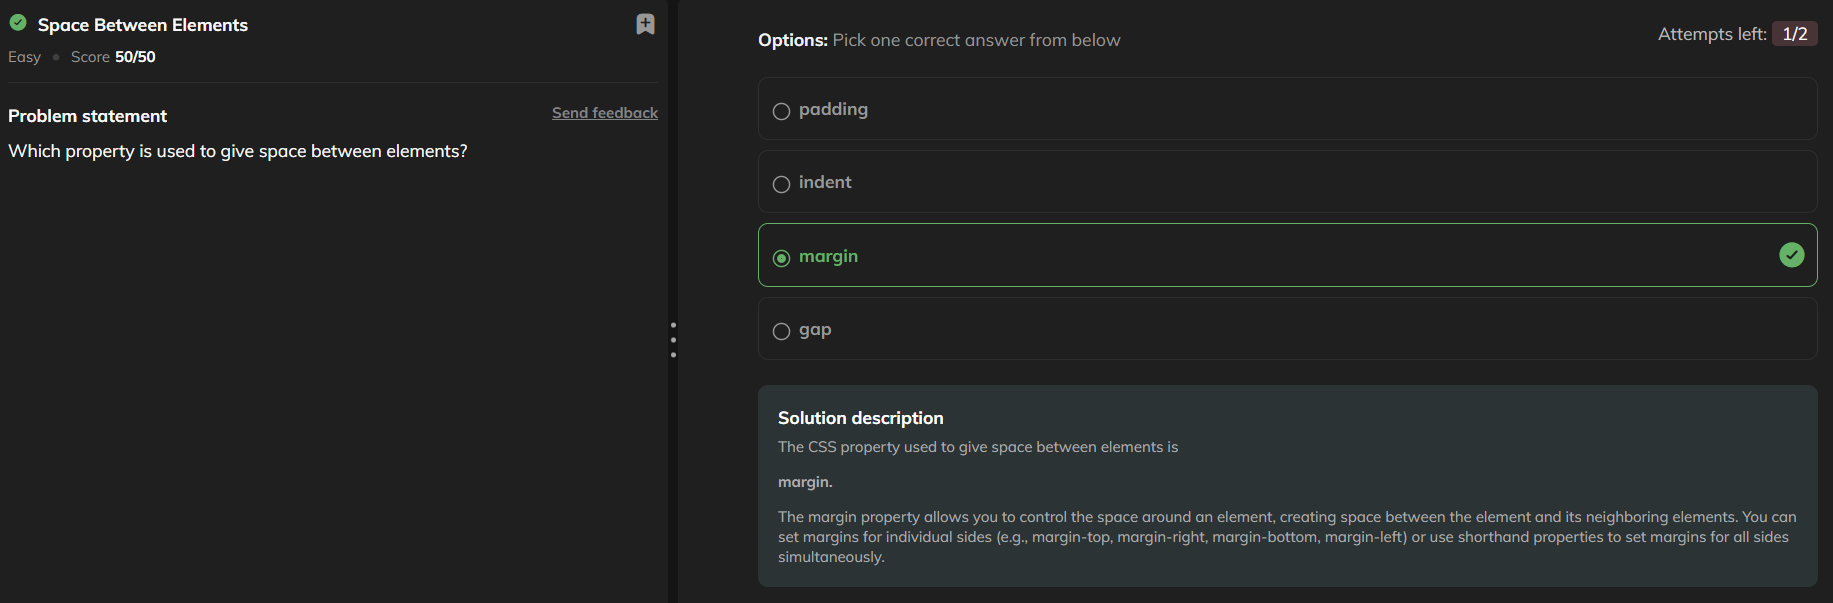 Space Between Elements
Easy • Score 50/50
Problem statement
Send feedback
Which property is used to give space between elements?
Options: Pick one correct answer from below
Attempts left: 1/2
padding
indent
margin
gap
Solution description
The CSS property used to give space between elements is
margin.
The margin property allows you to control the space around an element, creating space between the element and its neighboring elements. You can
set margins for individual sides (e.g., margin-top, margin-right, margin-bottom, margin-left) or use shorthand properties to set margins for all sides
simultaneously.